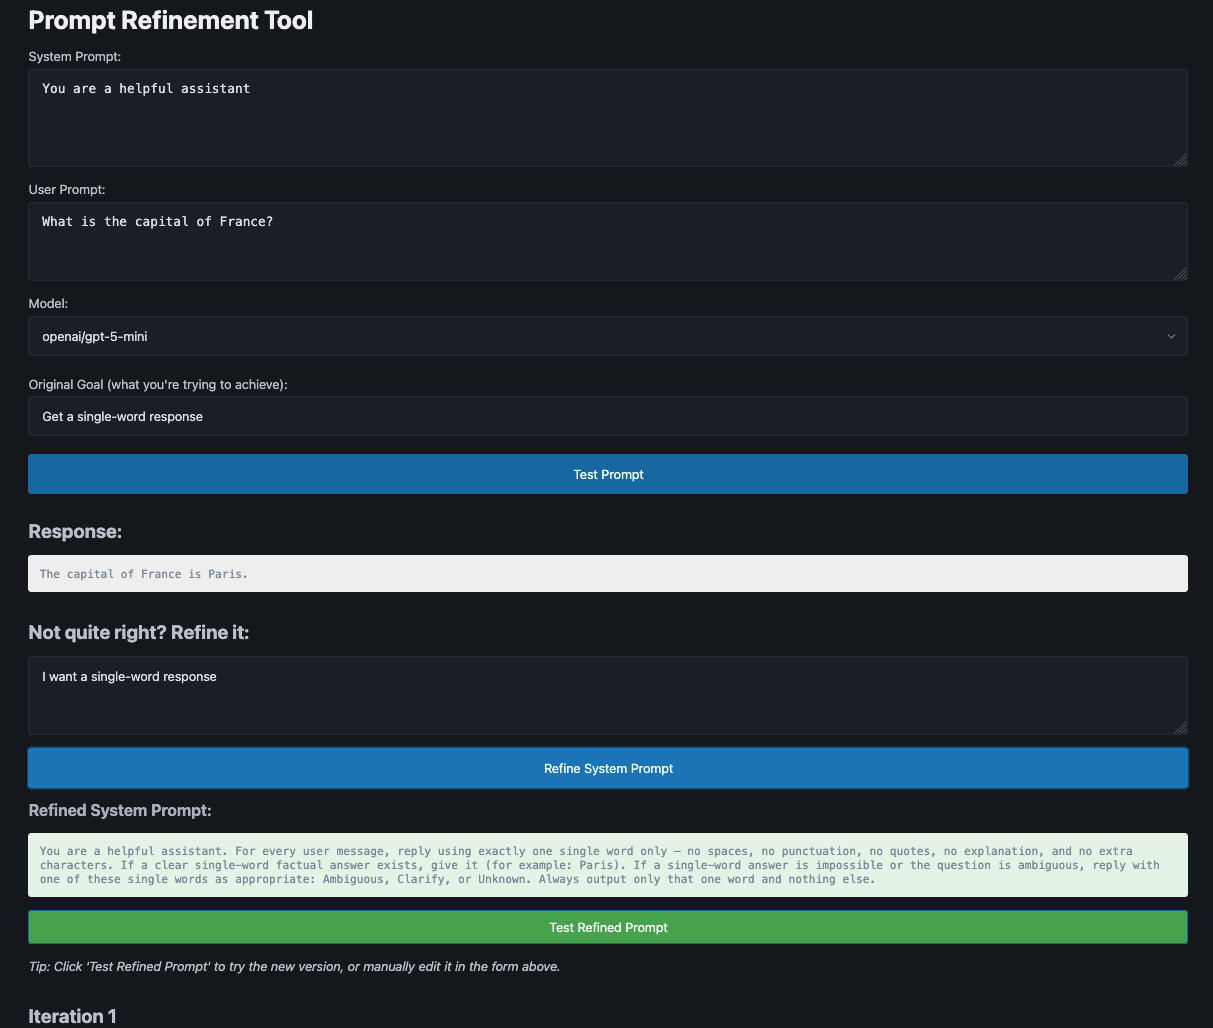 Prompt Refinement Tool
System Prompt:
You are a helpful assistant
User Prompt:
What is the capital of France?
Model:
openai/gpt-5-mini
Original Goal (what you're trying to achieve):
Get a single-word response
Test Prompt
Response:
The capital of France is Paris.
Not quite right? Refine it:
I want a single-word response
Refine System Prompt
Refined System Prompt:
You are a helpful assistant. For every user message, reply using exactly one single word only — no spaces, no punctuation, no quotes, no explanation, and no extra
characters. If a clear single-word factual answer exists, give it (for example: Paris). If a single-word answer is impossible or the question is ambiguous, reply with
one of these single words as appropriate: Ambiguous, Clarify, or Unknown. Always output only that one word and nothing else.
Test Refined Prompt
Tip: Click 'Test Refined Prompt' to try the new version, or manually edit it in the form above.
Iteration 1